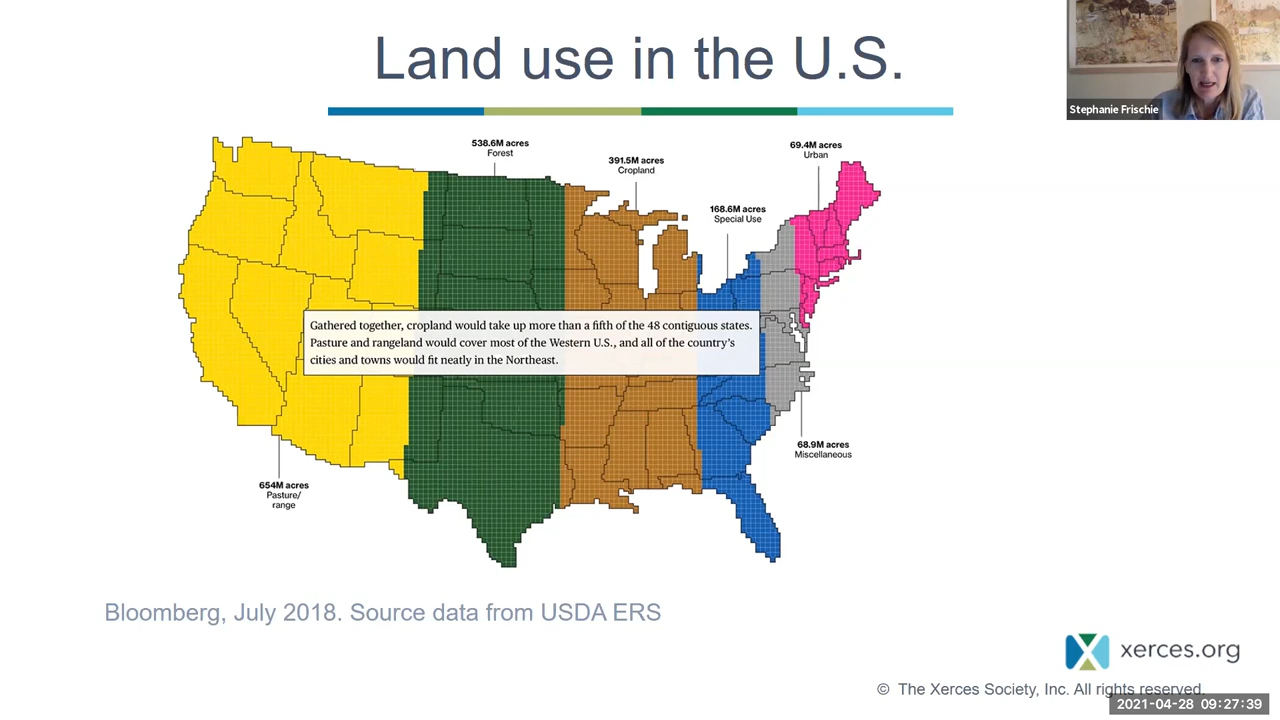 Land use in the U.S.
Stephanie Frischie
538.6M acres
Forest
391.5M acres
Cropland
69.4M acres
Urban
168.6M acres
Special Use
Gathered together, cropland would take up more than a fifth of the 48 contiguous states.
Pasture and rangeland would cover most of the Western U.S., and all of the country's
cities and towns would fit neatly in the Northeast.
68.9M acres
Miscellaneous
654M acres
Pasture/
range
Bloomberg, July 2018. Source data from USDA ERS
xerces.org
© The Xerces Society, Inc. All rights reserved.
2021-04-28 09:27:39